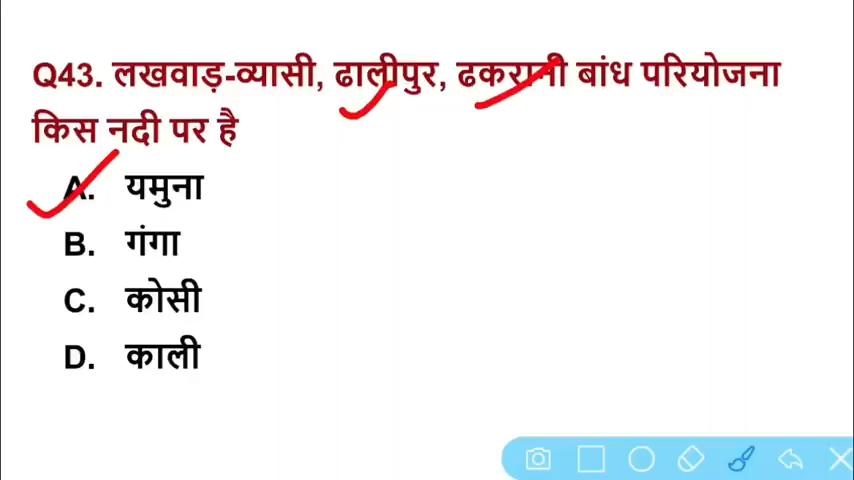 Q43. लखवाड़-व्यासी, ढालीपुर, ढकरानी बांध परियोजना
किस नदी पर है
A. यमुना
B. गंगा
C. कोसी
D. काली